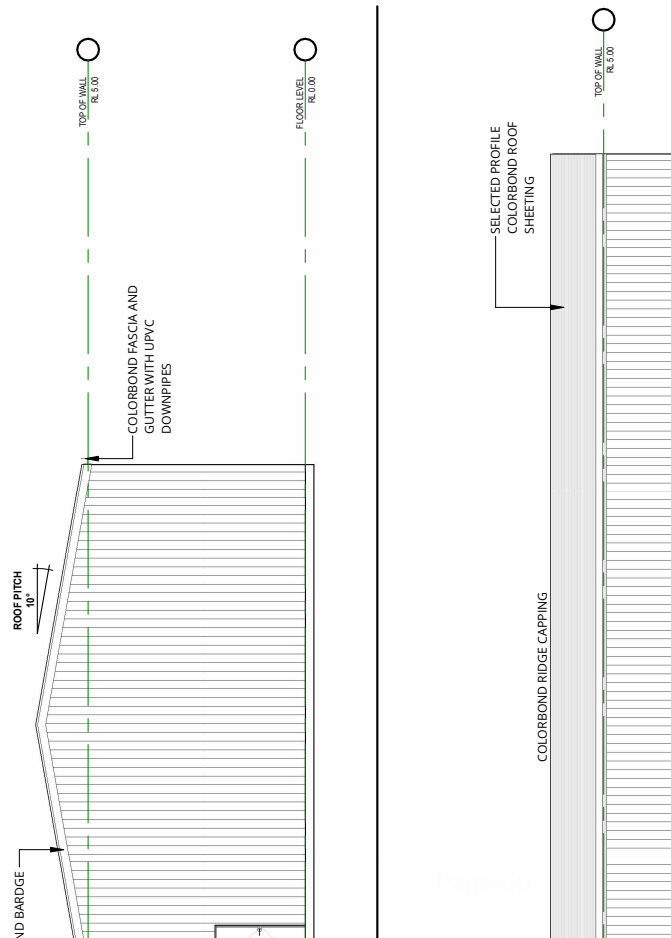 TOP OF WALL
RL 5.00
FLOOR LEVEL
RL 0.00
COLORBOND FASCIA AND
GUTTER WITH UPVC
DOWNPIPES
ROOF PITCH
10°
ND BARDGE
TOP OF WALL
RL 5.00
SELECTED PROFILE
COLORBOND ROOF
SHEETING
COLORBOND RIDGE CAPPING